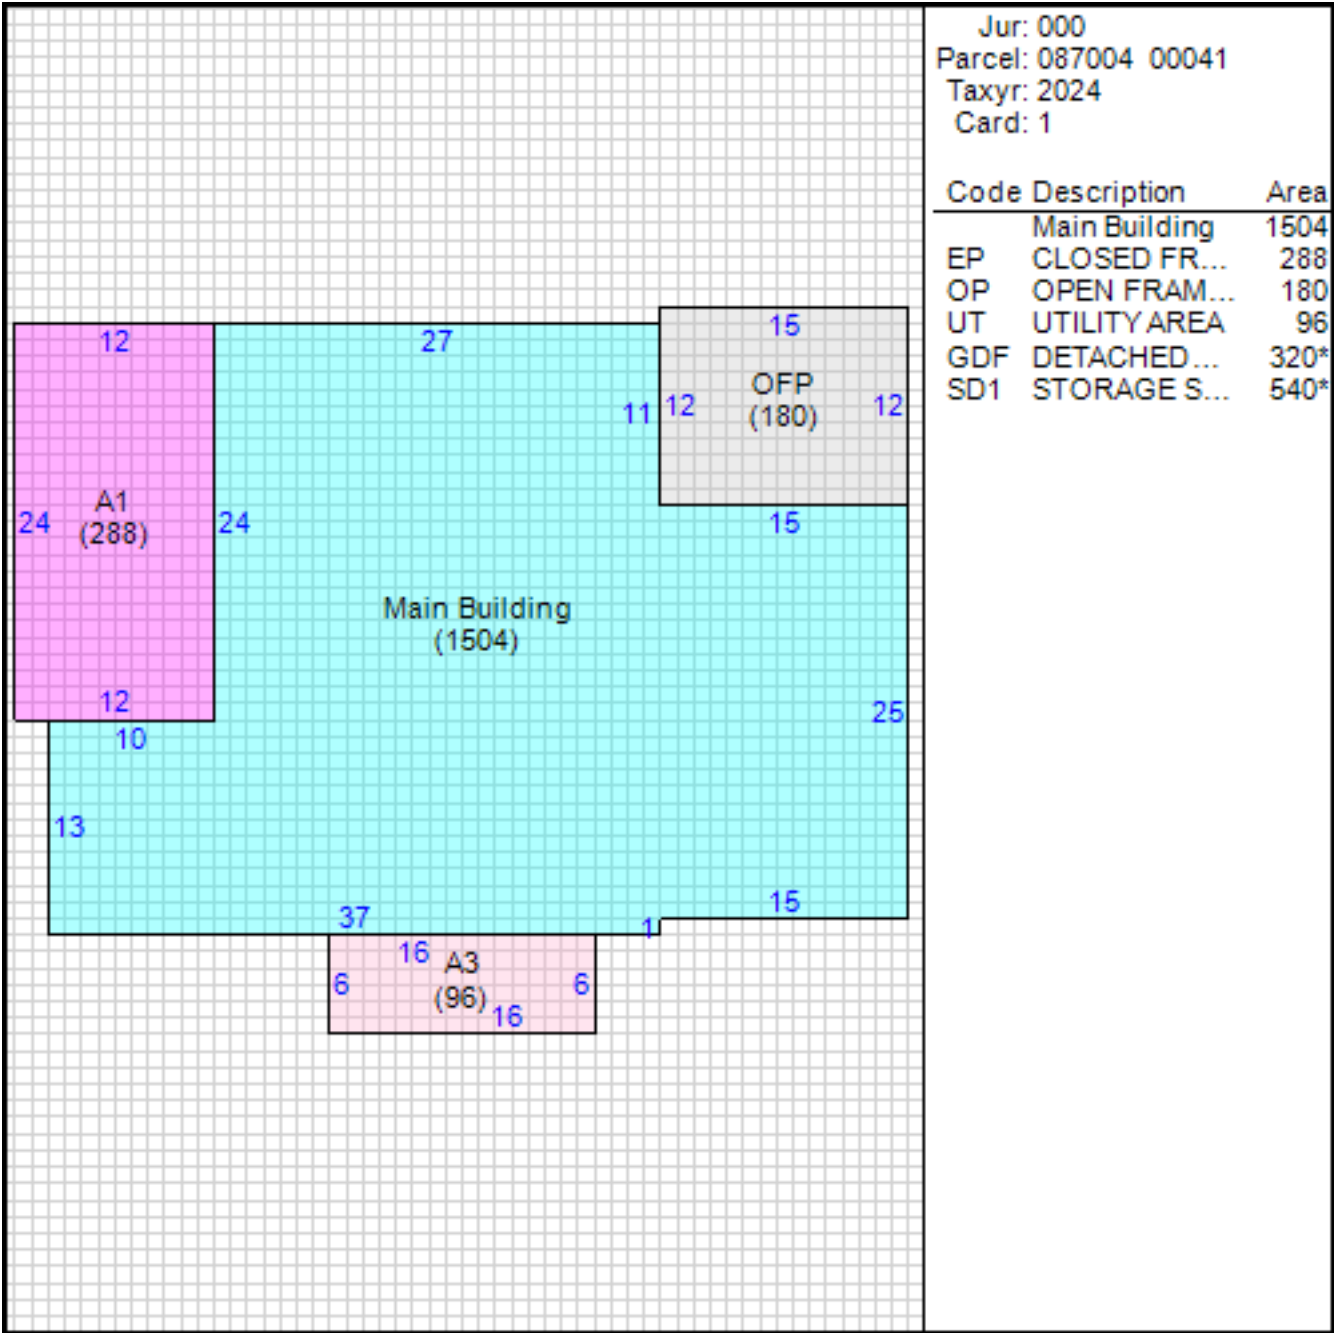 Jur: 000
Parcel: 087004 00041
Taxyr: 2024
Card: 1
Code Description Area
Main Building 1504
EP CLOSED FR... 288
OP OPEN FRAM... 180
UT UTILITY AREA 96
GDF DETACHED... 320*
SD1 STORAGE S... 540*
12
27
15
OFP
(180)
11
12
12
A1
(288)
24
24
15
Main Building
(1504)
12
10
25
13
15
37
1
16
A3
(96)
6
6
16